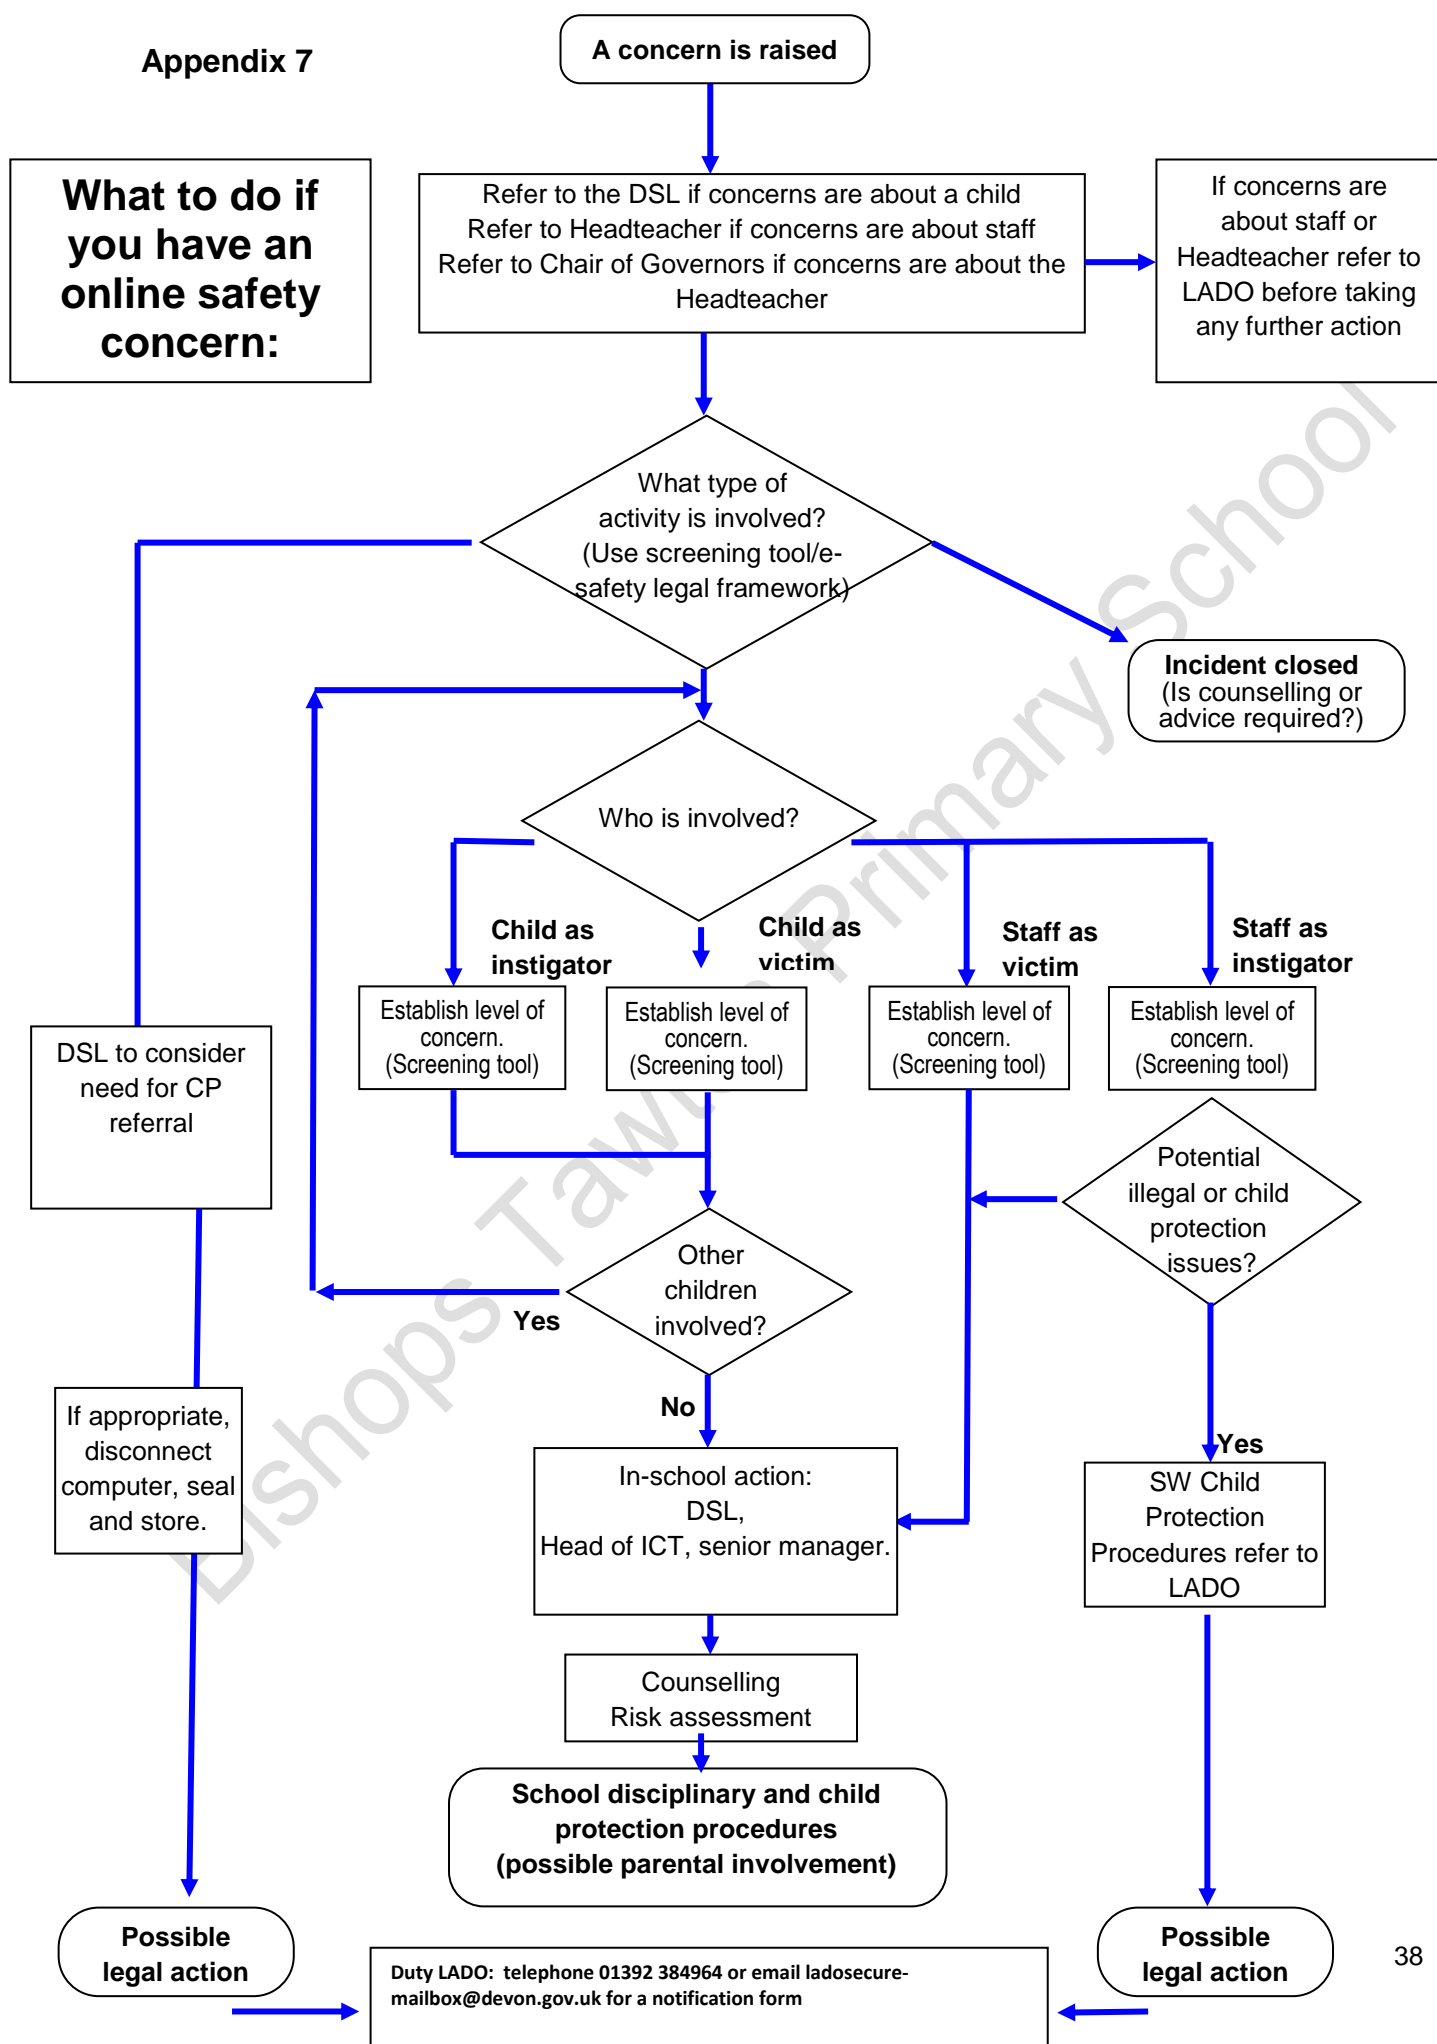 Appendix 7
A concern is raised
What to do if
you have an
online safety
concern:
Refer to the DSL if concerns are about a child
Refer to Headteacher if concerns are about staff
Refer to Chair of Governors if concerns are about the
Headteacher
If concerns are
about staff or
Headteacher refer to
LADO before taking
any further action
What type of
activity is involved?
(Use screening tool/e-
safety legal framework)
Incident closed
(Is counselling or
advice required?)
Who is involved?
Child as
instigator
Child as
victim
Staff as
victim
Staff as
instigator
Establish level of
concern.
(Screening tool)
Establish level of
concern.
(Screening tool)
Establish level of
concern.
(Screening tool)
Establish level of
concern.
(Screening tool)
DSL to consider
need for CP
referral
Potential
illegal or child
protection
issues?
Other
children
involved?
Yes
No
If appropriate,
disconnect
computer, seal
and store.
In-school action:
DSL,
Head of ICT, senior manager.
Yes
SW Child
Protection
Procedures refer to
LADO
Counselling
Risk assessment
School disciplinary and child
protection procedures
(possible parental involvement)
Possible
legal action
Possible
legal action
Duty LADO: telephone 01392 384964 or email ladosecure-
mailbox@devon.gov.uk for a notification form
38
Bishops Tawton Primary School